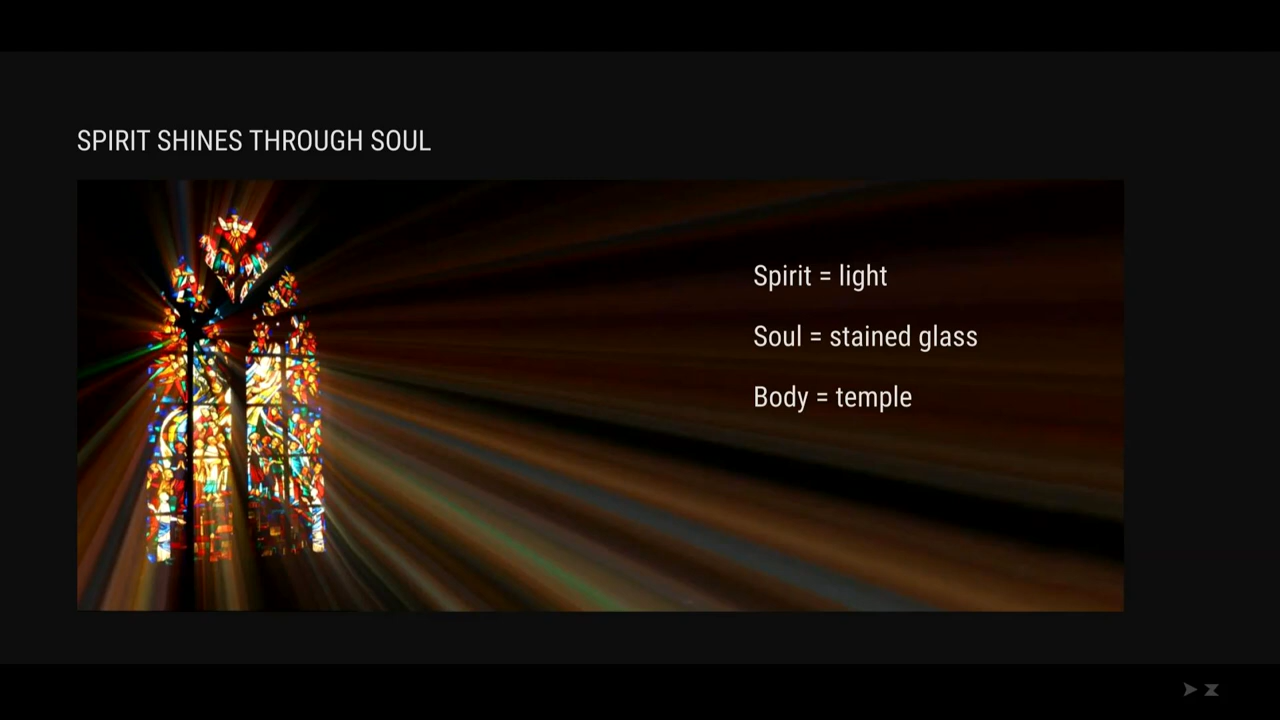 SPIRIT SHINES THROUGH SOUL
Spirit = light
Soul = stained glass
Body = temple